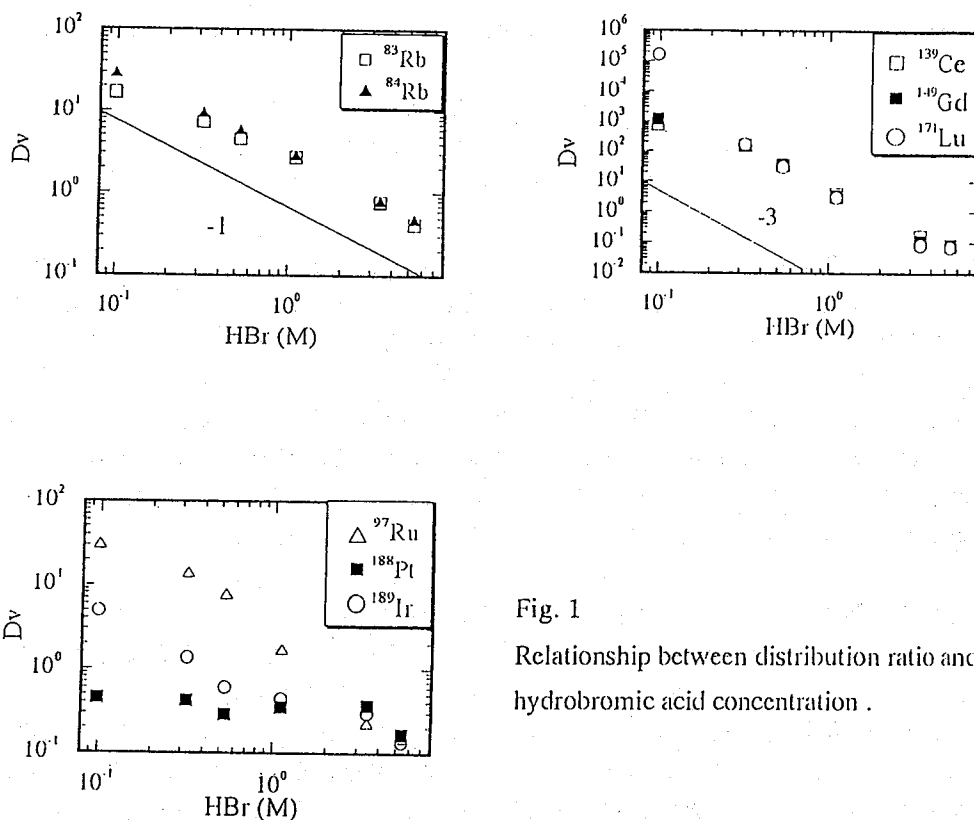 10²
10¹
10⁰
10⁻¹
Dv
⁸³Rb
⁸⁴Rb
-1
10⁻¹
10⁰
HBr (M)
10⁶
10⁵
10⁴
10³
10²
10¹
10⁰
10⁻¹
10⁻²
Dv
¹³⁹Ce
¹⁴⁹Gd
¹⁷¹Lu
-3
10⁻¹
10⁰
HBr (M)
10²
10¹
10⁰
10⁻¹
Dv
⁹⁷Ru
¹⁸⁸Pt
¹⁸⁹Ir
10⁻¹
10⁰
HBr (M)
Fig. 1
Relationship between distribution ratio and
hydrobromic acid concentration .